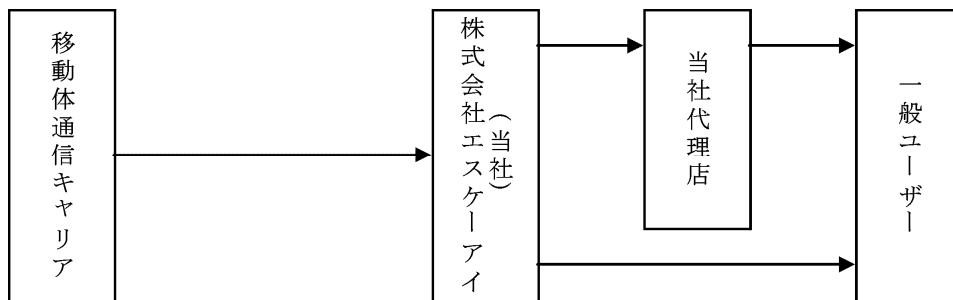 移動体通信キャリア
株式会社エスケーアイ
(当社)
当社代理店
一般ユーザー